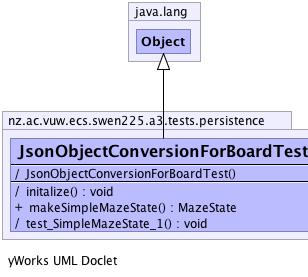 java.lang
Object
nz.ac.vuw.ecs.swen225.a3.tests.persistence
JsonObjectConversionForBoardTest
/ JsonObjectConversionForBoardTest()
/ initalize() : void
+ makeSimpleMazeState() : MazeState
/ test_SimpleMazeState_1() : void
yWorks UML Doclet